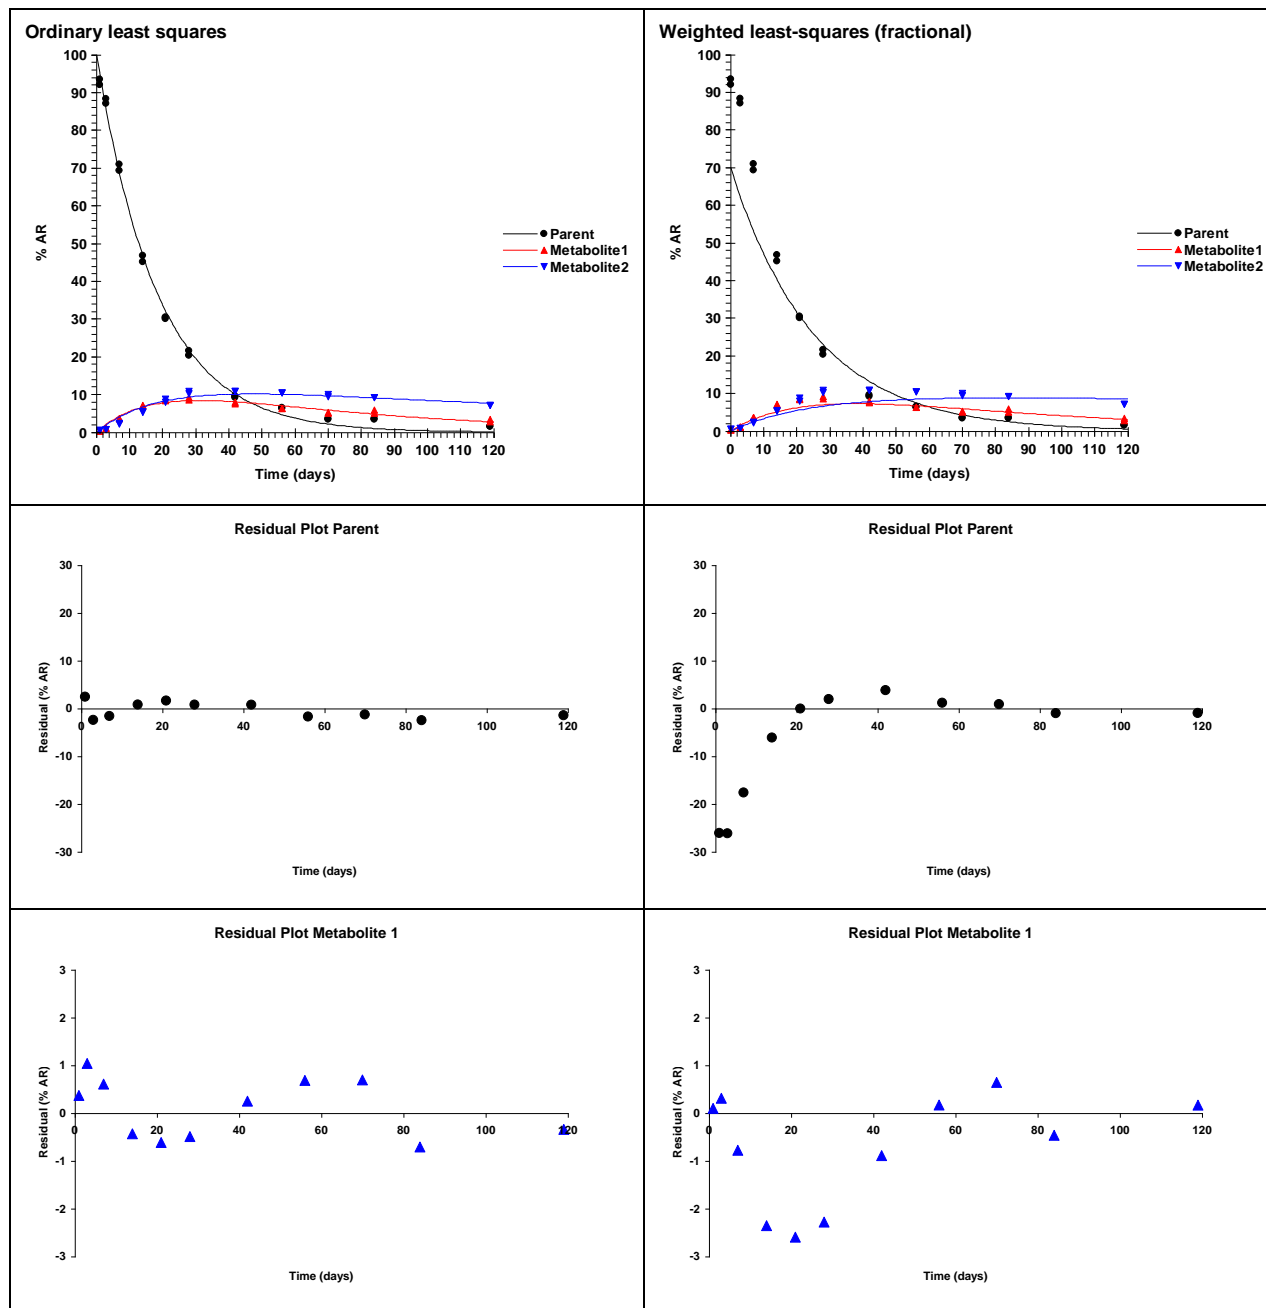 Ordinary least squares
100
90
80
70
60
50
40
30
20
10
0
% AR
0 10 20 30 40 50 60 70 80 90 100 110 120
Time (days)
Parent
Metabolite1
Metabolite2
Weighted least-squares (fractional)
100
90
80
70
60
50
40
30
20
10
0
% AR
0 10 20 30 40 50 60 70 80 90 100 110 120
Time (days)
Parent
Metabolite1
Metabolite2
Residual Plot Parent
30
20
10
0
-10
-20
-30
Residual (% AR)
0 20 40 60 80 100 120
Time (days)
Residual Plot Parent
30
20
10
0
-10
-20
-30
Residual (% AR)
0 20 40 60 80 100 120
Time (days)
Residual Plot Metabolite 1
3
2
1
0
-1
-2
-3
Residual (% AR)
0 20 40 60 80 100 120
Time (days)
Residual Plot Metabolite 1
3
2
1
0
-1
-2
-3
Residual (% AR)
0 20 40 60 80 100 120
Time (days)